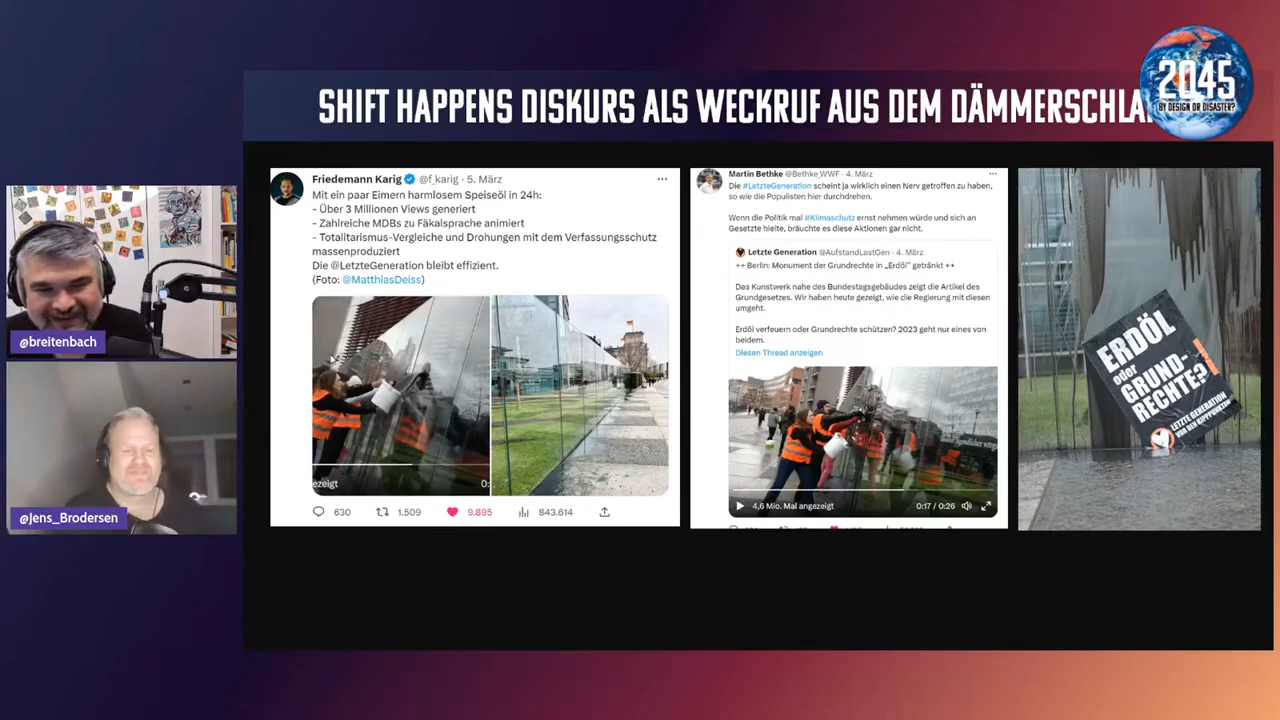 SHIFT HAPPENS DISKURS ALS WECKRUF AUS DEM DÄMMERSCHLA
2045
BY DESIGN OR DISASTER?
@breitenbach
@Jens_Brodersen
Friedemann Karig @f_karig · 5. März
Mit ein paar Eimern harmlosem Speiseöl in 24h:
- Über 3 Millionen Views generiert
- Zahlreiche MDBs zu Fäkalsprache animiert
- Totalitarismus-Vergleiche und Drohungen mit dem Verfassungsschutz
massenproduziert
Die @LetzteGeneration bleibt effizient.
(Foto: @MatthiasDeiss)
ezeigt
0:
630 1.509 9.895 843.614
Martin Bethke @Bethke_WWF · 4. März
Die #LetzteGeneration scheint ja wirklich einen Nerv getroffen zu haben,
so wie die Populisten hier durchdrehen.
Wenn die Politik mal #Klimaschutz ernst nehmen würde und sich an
Gesetzte hielte, bräuchte es diese Aktionen gar nicht.
Letzte Generation @AufstandLastGen · 4. März
++ Berlin: Monument der Grundrechte in „Erdöl" getränkt ++
Das Kunstwerk nahe des Bundestagsgebäudes zeigt die Artikel des
Grundgesetzes. Wir haben heute gezeigt, wie die Regierung mit diesen
umgeht.
Erdöl verfeuern oder Grundrechte schützen? 2023 geht nur eines von
beidem.
Diesen Thread anzeigen
4,6 Mio. Mal angezeigt
0:17 / 0:26
ERDÖL
oder
GRUND-
RECHTE?
LETZTE GENERATION
VOR DEN KIPPPUNKTEN